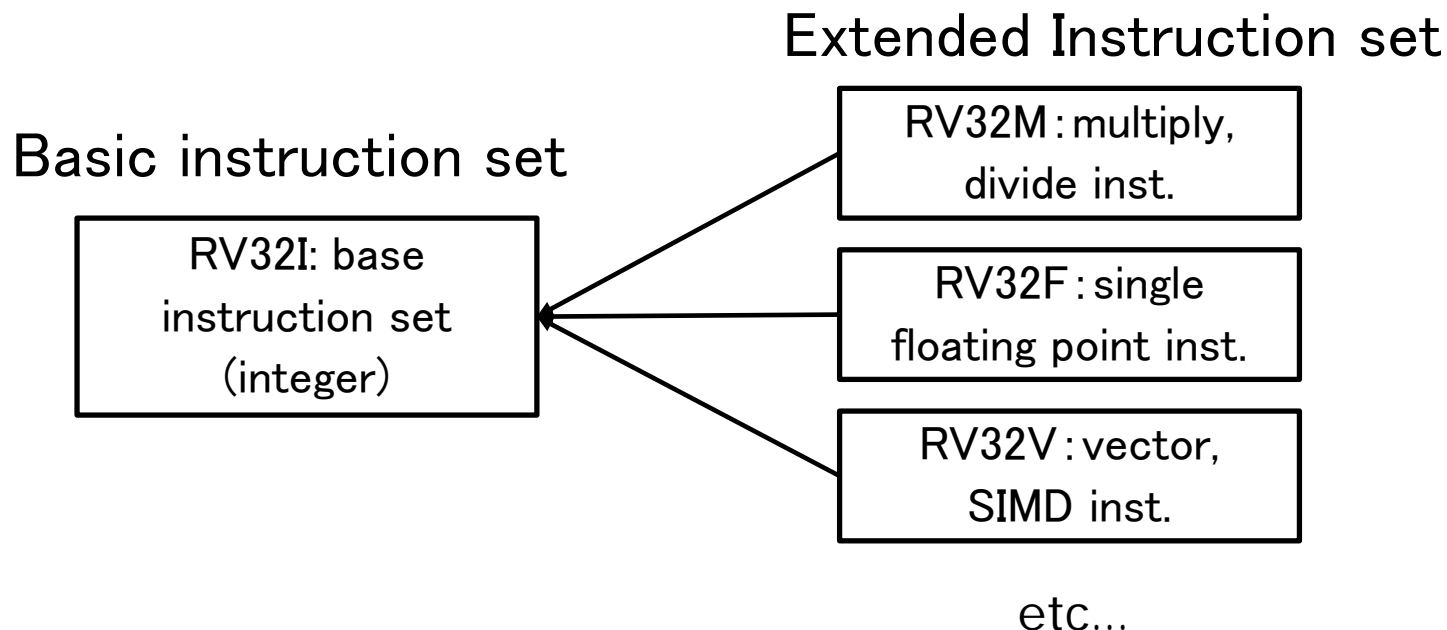 Extended Instruction set
Basic instruction set
RV32M:multiply,
divide inst.
RV32I: base
instruction set
(integer)
RV32F:single
floating point inst.
RV32V:vector,
SIMD inst.
etc...